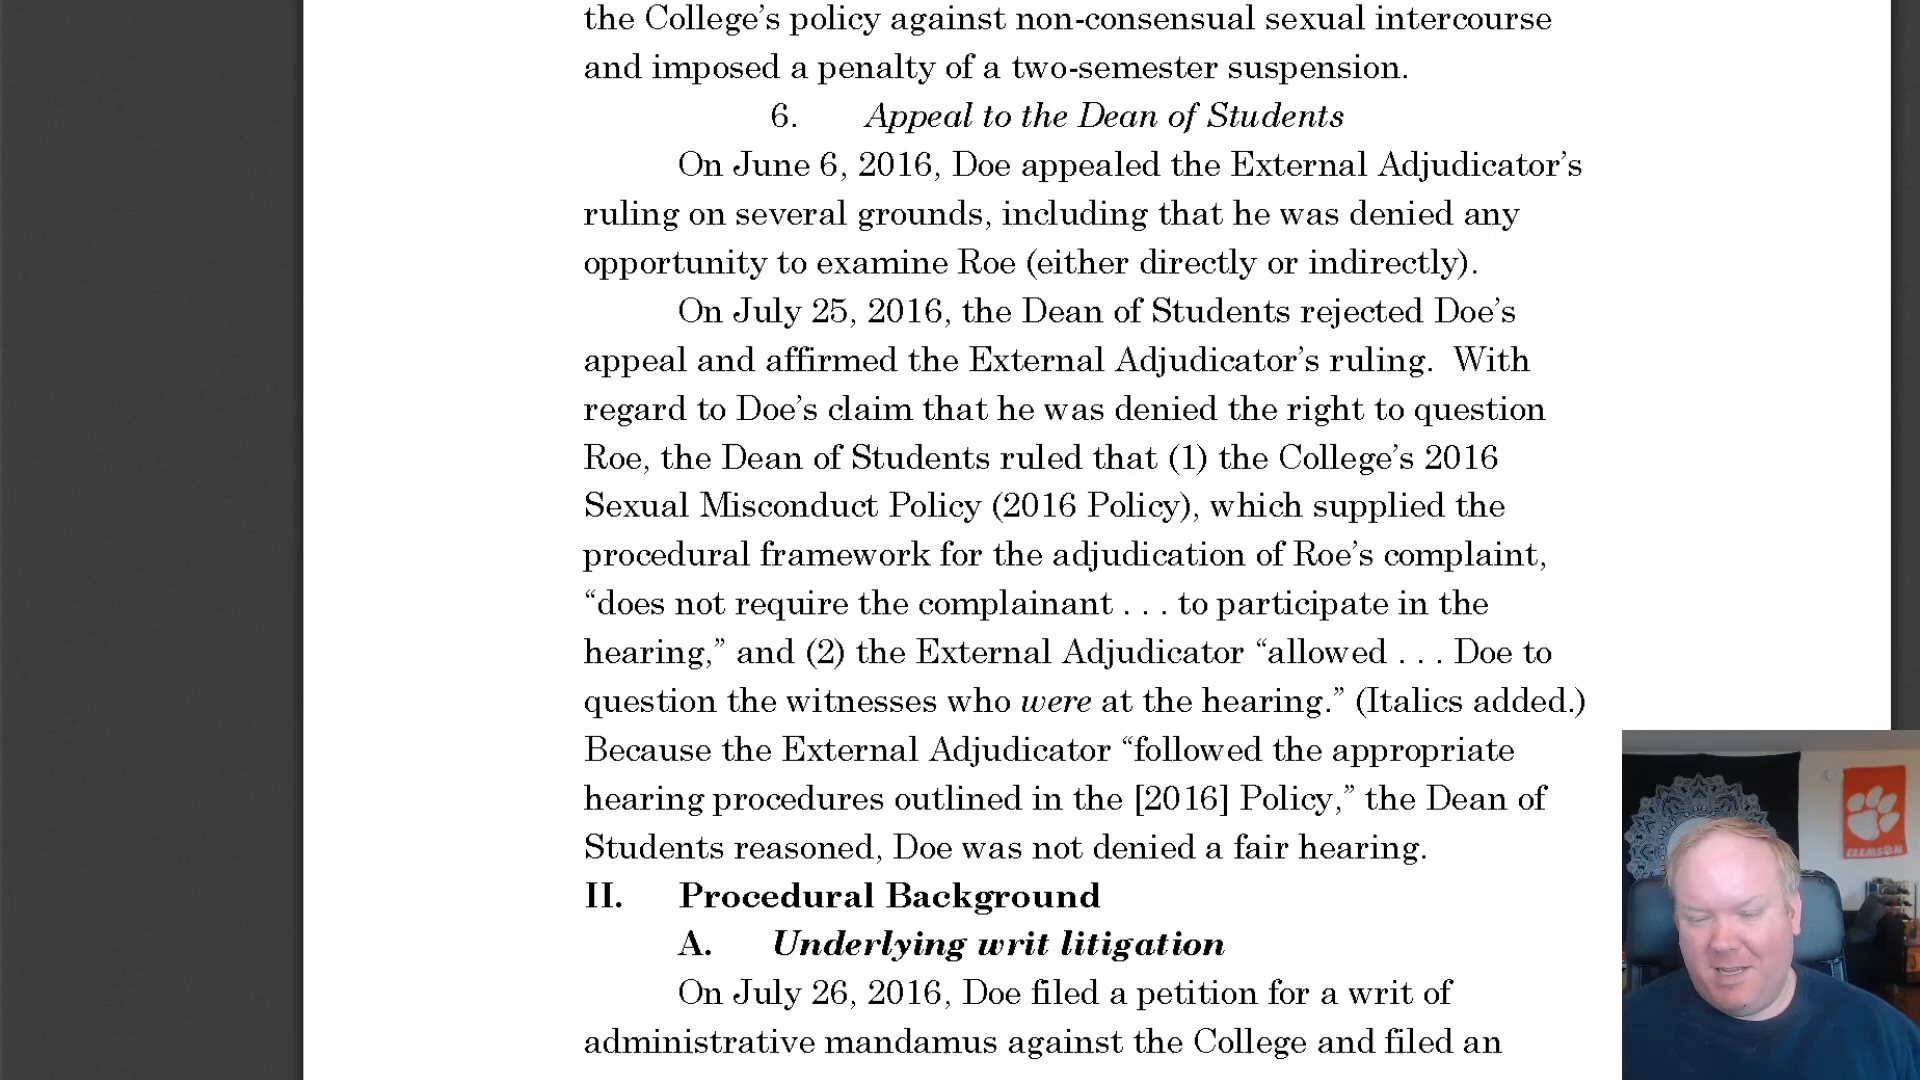 the College’s policy against non-consensual sexual intercourse
and imposed a penalty of a two-semester suspension.
6. Appeal to the Dean of Students
On June 6, 2016, Doe appealed the External Adjudicator’s
ruling on several grounds, including that he was denied any
opportunity to examine Roe (either directly or indirectly).
On July 25, 2016, the Dean of Students rejected Doe’s
appeal and affirmed the External Adjudicator’s ruling.  With
regard to Doe’s claim that he was denied the right to question
Roe, the Dean of Students ruled that (1) the College’s 2016
Sexual Misconduct Policy (2016 Policy), which supplied the
procedural framework for the adjudication of Roe’s complaint,
“does not require the complainant . . . to participate in the
hearing,” and (2) the External Adjudicator “allowed . . . Doe to
question the witnesses who were at the hearing.” (Italics added.)
Because the External Adjudicator “followed the appropriate
hearing procedures outlined in the [2016] Policy,” the Dean of
Students reasoned, Doe was not denied a fair hearing.
II. Procedural Background
A. Underlying writ litigation
On July 26, 2016, Doe filed a petition for a writ of
administrative mandamus against the College and filed an
CLEMSON